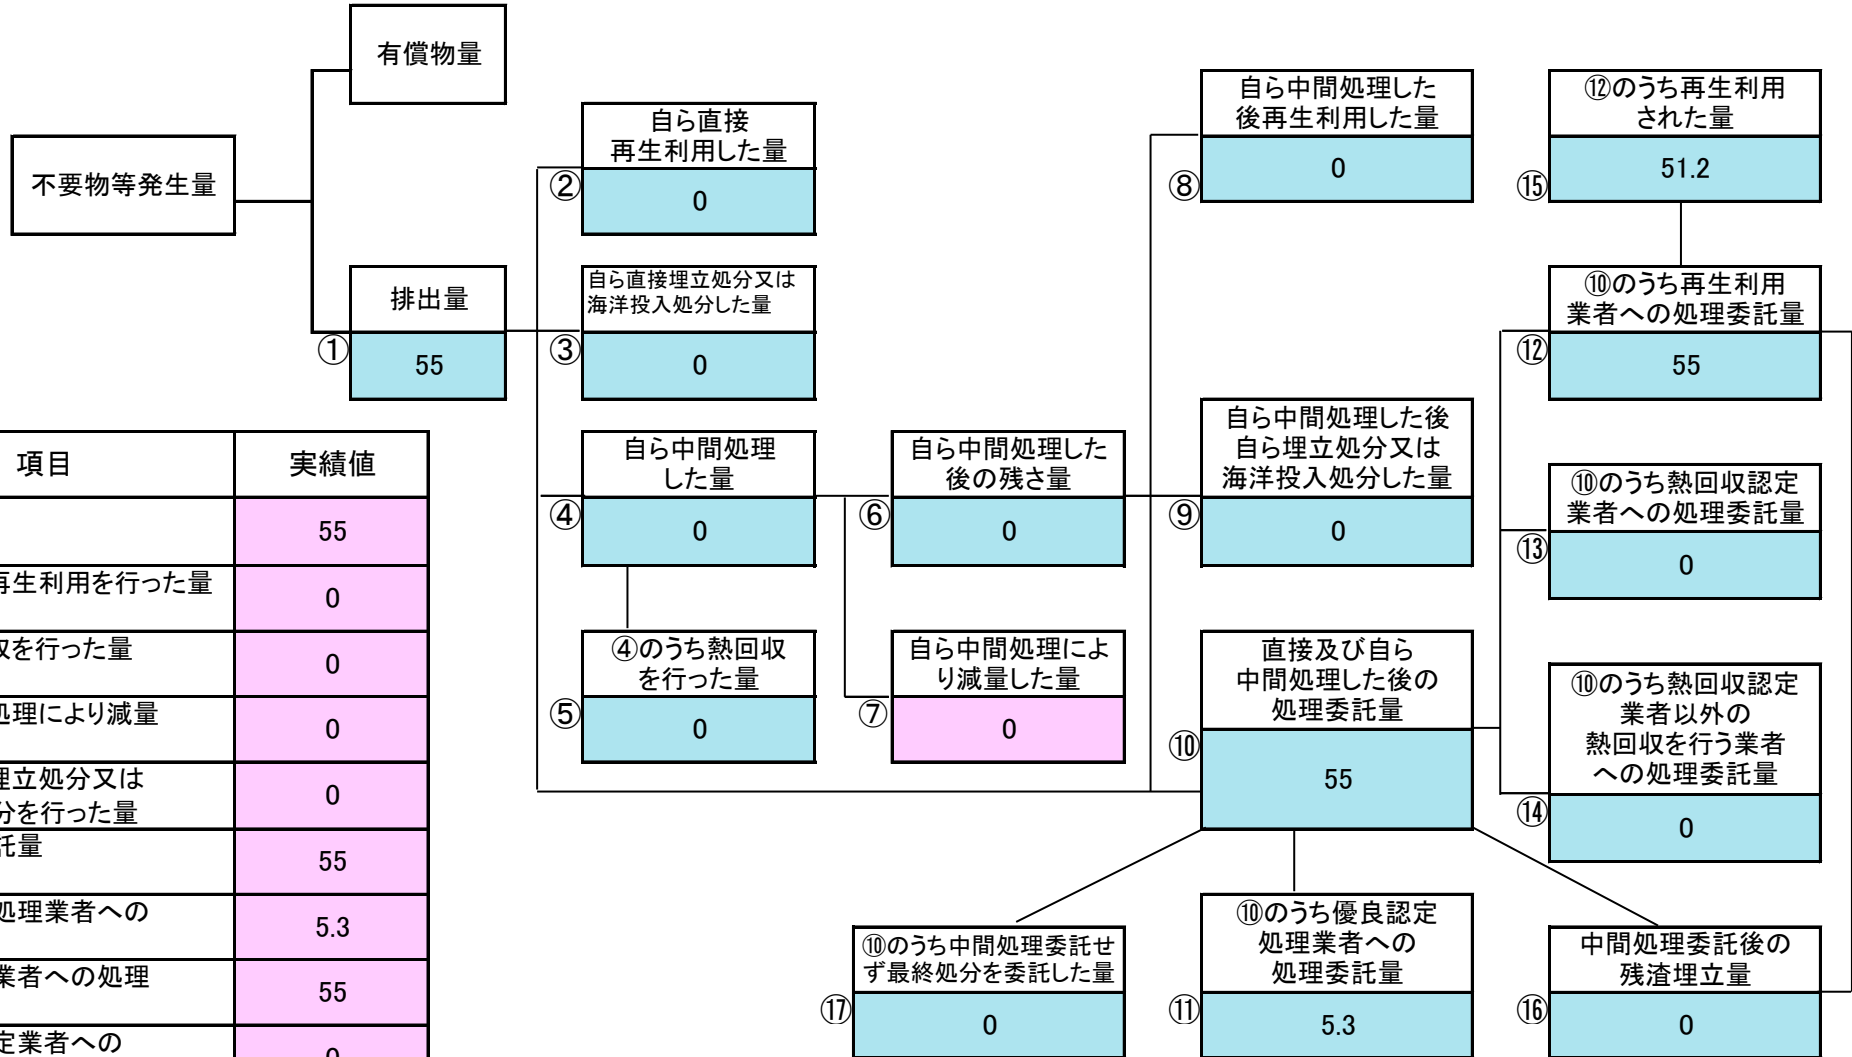 有償物量
不要物等発生量
排出量
①
55
自ら直接
再生利用した量
②
0
自ら直接埋立処分又は
海洋投入処分した量
③
0
自ら中間処理
した量
④
0
④のうち熱回収
を行った量
⑤
0
自ら中間処理した
後の残さ量
⑥
0
自ら中間処理によ
り減量した量
⑦
0
自ら中間処理した
後再生利用した量
⑧
0
自ら中間処理した後
自ら埋立処分又は
海洋投入処分した量
⑨
0
直接及び自ら
中間処理した後の
処理委託量
⑩
55
⑫のうち再生利用
された量
⑮
51.2
⑩のうち再生利用
業者への処理委託量
⑫
55
⑩のうち熱回収認定
業者への処理委託量
⑬
0
⑩のうち熱回収認定
業者以外の
熱回収を行う業者
への処理委託量
⑭
0
⑩のうち中間処理委託せ
ず最終処分を委託した量
⑰
0
⑩のうち優良認定
処理業者への
処理委託量
⑪
5.3
中間処理委託後の
残渣埋立量
⑯
0
項目 実績値
55
再生利用を行った量
0
を行った量
0
処理により減量
0
埋立処分又は
分を行った量
0
託量
55
処理業者への
5.3
業者への処理
55
定業者への
0